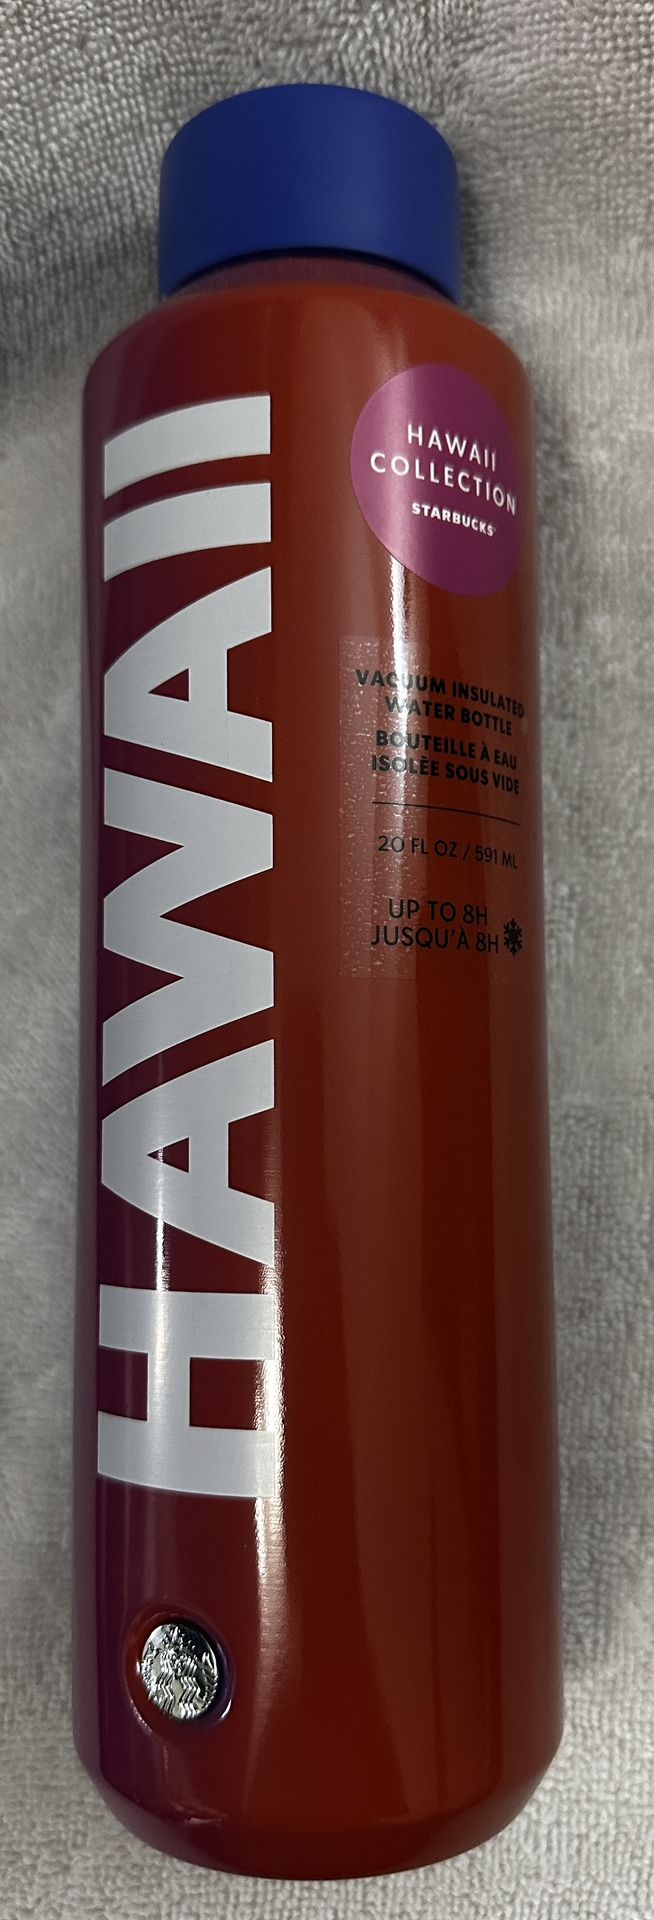 HAWAII
HAWAII
COLLECTION
STARBUCKS®
VACUUM INSULATED
WATER BOTTLE
BOUTEILLE À EAU
ISOLÉE SOUS VIDE
20 FL OZ / 591 ML
UP TO 8H
JUSQU'À 8H